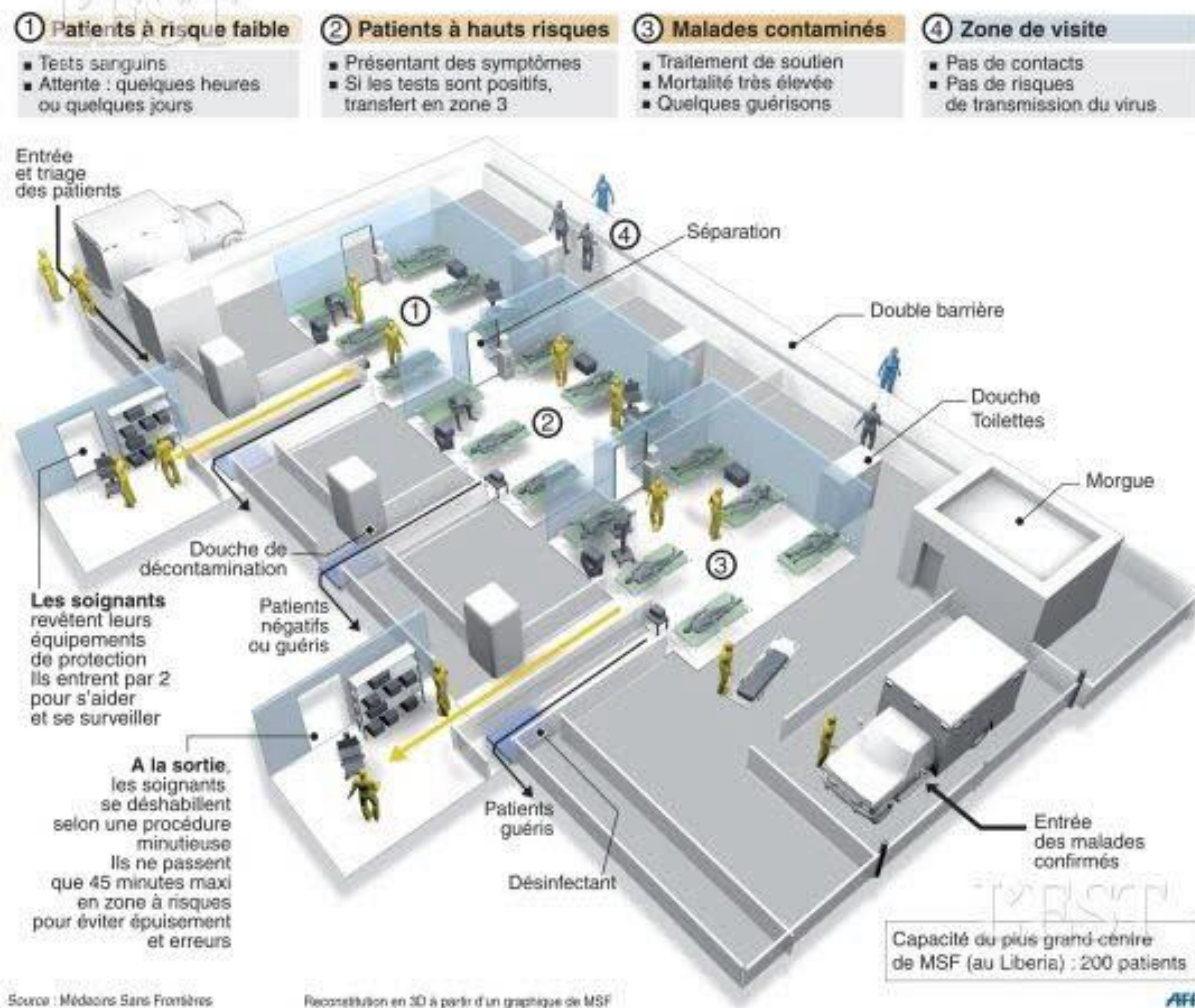 1 Patients à risque faible
▪ Tests sanguins
▪ Attente : quelques heures
ou quelques jours
2 Patients à hauts risques
▪ Présentant des symptômes
▪ Si les tests sont positifs,
transfert en zone 3
3 Malades contaminés
▪ Traitement de soutien
▪ Mortalité très élevée
▪ Quelques guérisons
4 Zone de visite
▪ Pas de contacts
▪ Pas de risques
de transmission du virus
Entrée
et triage
des patients
4
Séparation
1
Double barrière
Douche
Toilettes
2
Morgue
3
Douche de
décontamination
Les soignants
revêtent leurs
équipements
de protection
Ils entrent par 2
pour s'aider
et se surveiller
Patients
négatifs
ou guéris
A la sortie,
les soignants
se déshabillent
selon une procédure
minutieuse
Ils ne passent
que 45 minutes maxi
en zone à risques
pour éviter épuisement
et erreurs
Patients
guéris
Désinfectant
Entrée
des malades
confirmés
L'EST
Capacité du plus grand centre
de MSF (au Liberia) : 200 patients
Source : Médecins Sans Frontières
Reconstitution en 3D à partir d'un graphique de MSF